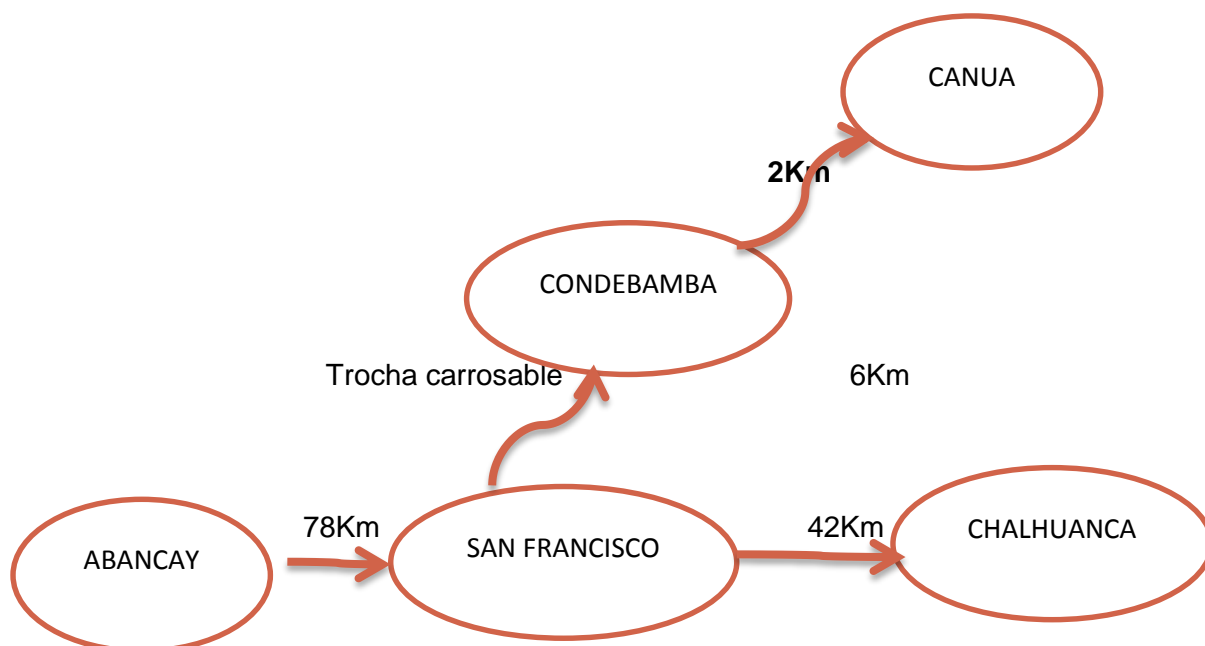 CANUA
2Km
CONDEBAMBA
Trocha carrosable 6Km
78Km 42Km CHALHUANCA
ABANCAY SAN FRANCISCO